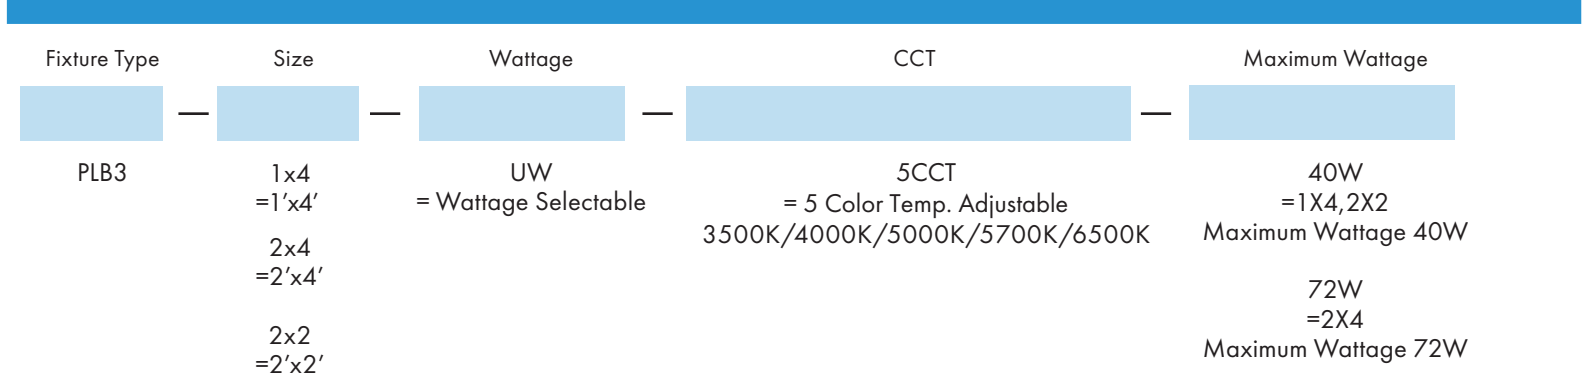 Fixture Type
Size
Wattage
CCT
Maximum Wattage
— — — —
PLB3
1x4
=1’x4’
2x4
=2’x4’
2x2
=2’x2’
UW
= Wattage Selectable
5CCT
= 5 Color Temp. Adjustable
3500K/4000K/5000K/5700K/6500K
40W
=1X4,2X2
Maximum Wattage 40W
72W
=2X4
Maximum Wattage 72W